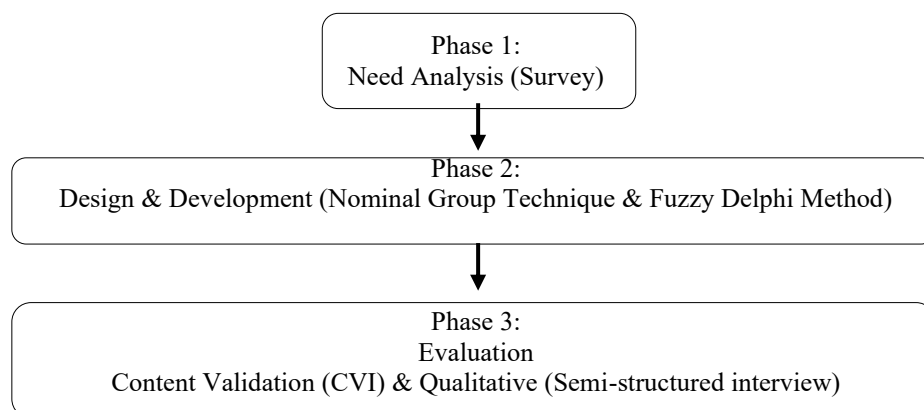 Phase 1:
Need Analysis (Survey)
Phase 2:
Design & Development (Nominal Group Technique & Fuzzy Delphi Method)
Phase 3:
Evaluation
Content Validation (CVI) & Qualitative (Semi-structured interview)